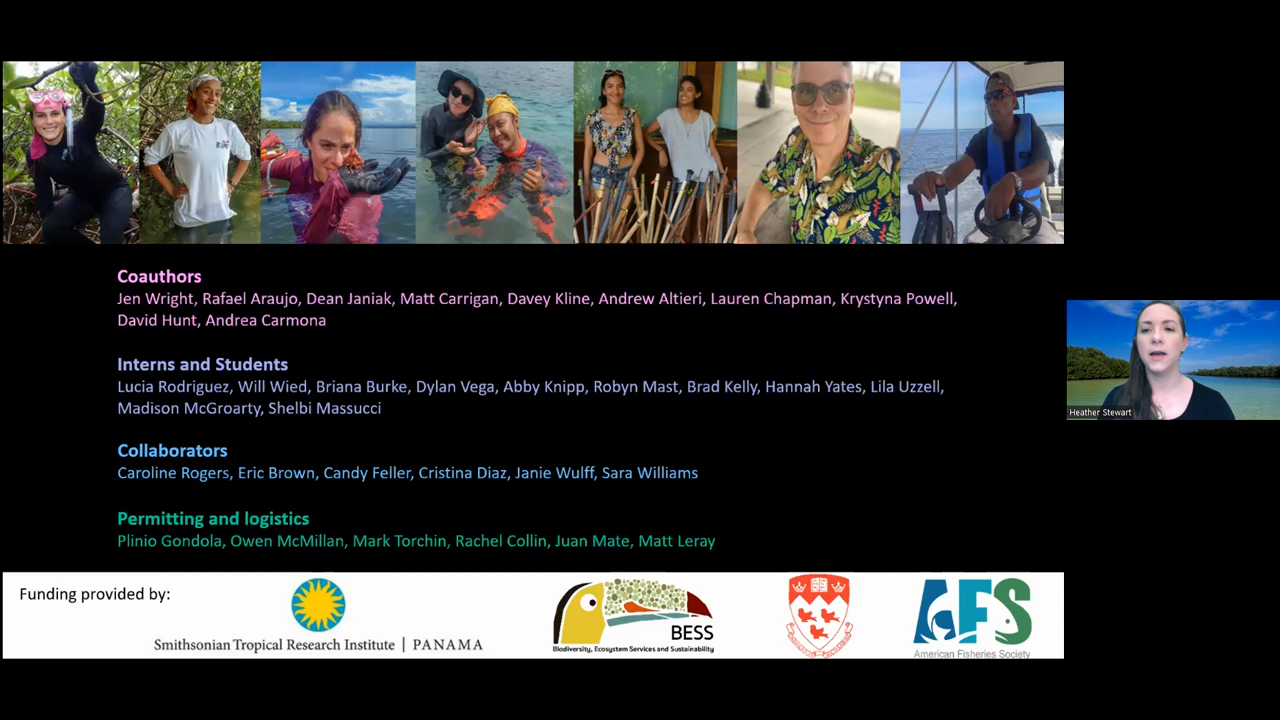 Coauthors
Jen Wright, Rafael Araujo, Dean Janiak, Matt Carrigan, Davey Kline, Andrew Altieri, Lauren Chapman, Krystyna Powell,
David Hunt, Andrea Carmona
Interns and Students
Lucia Rodriguez, Will Wied, Briana Burke, Dylan Vega, Abby Knipp, Robyn Mast, Brad Kelly, Hannah Yates, Lila Uzzell,
Madison McGroarty, Shelbi Massucci
Heather Stewart
Collaborators
Caroline Rogers, Eric Brown, Candy Feller, Cristina Diaz, Janie Wulff, Sara Williams
Permitting and logistics
Plinio Gondola, Owen McMillan, Mark Torchin, Rachel Collin, Juan Mate, Matt Leray
Funding provided by:
Smithsonian Tropical Research Institute | PANAMA
BESS
Biodiversity, Ecosystem Services and Sustainability
AFS
American Fisheries Society